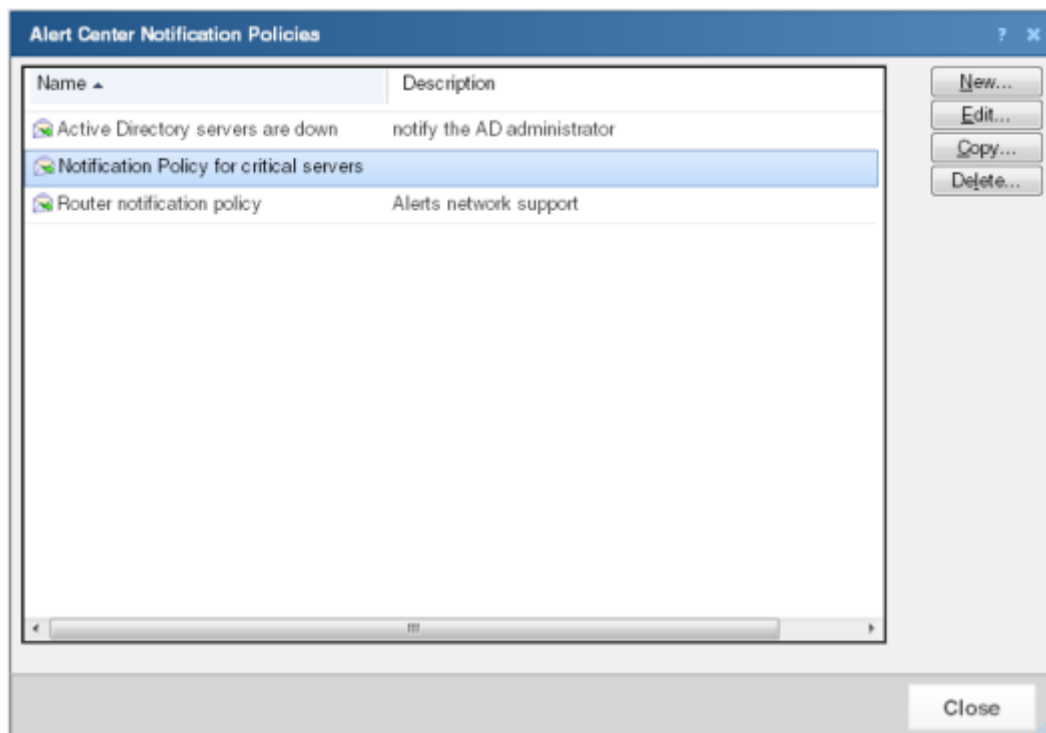 Alert Center Notification Policies ? ×
Name Description New...
Active Directory servers are down notify the AD administrator Edit...
Notification Policy for critical servers Copy...
Router notification policy Alerts network support Delete...
Close